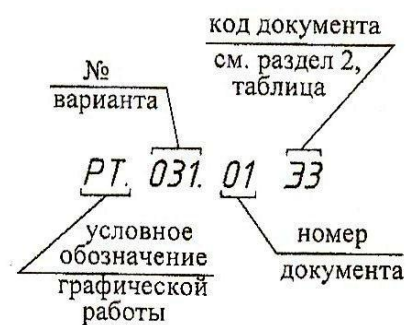 код документа
см. раздел 2,
таблица
№
варианта
РТ. 031. 01 ЭЗ
условное
обозначение
графической
работы
номер
документа